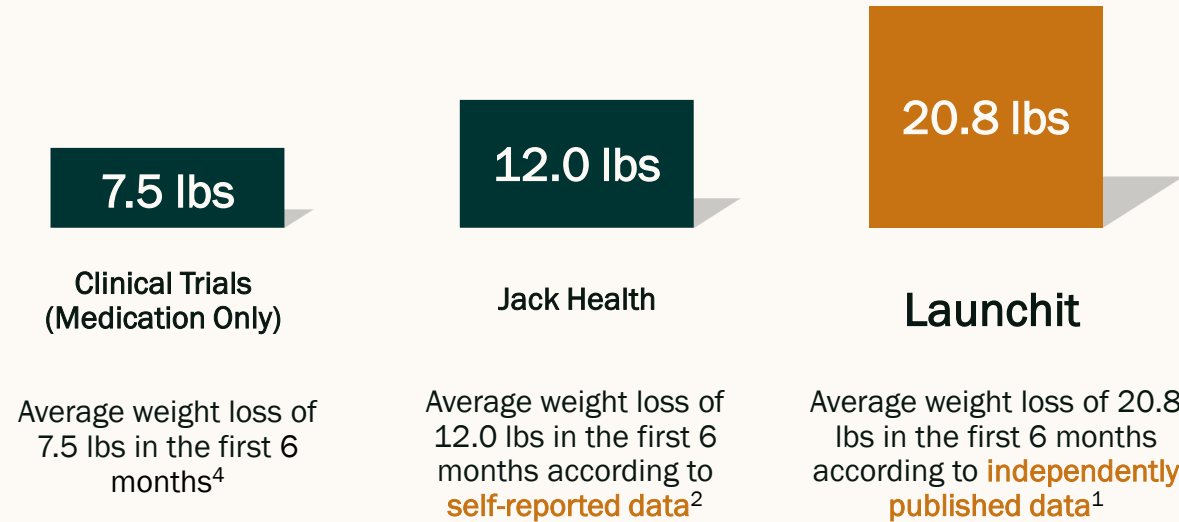 7.5 lbs
12.0 lbs
20.8 lbs
Clinical Trials
(Medication Only)
Jack Health
Launchit
Average weight loss of
7.5 lbs in the first 6
months⁴
Average weight loss of
12.0 lbs in the first 6
months according to
self-reported data²
Average weight loss of 20.8
lbs in the first 6 months
according to independently
published data¹